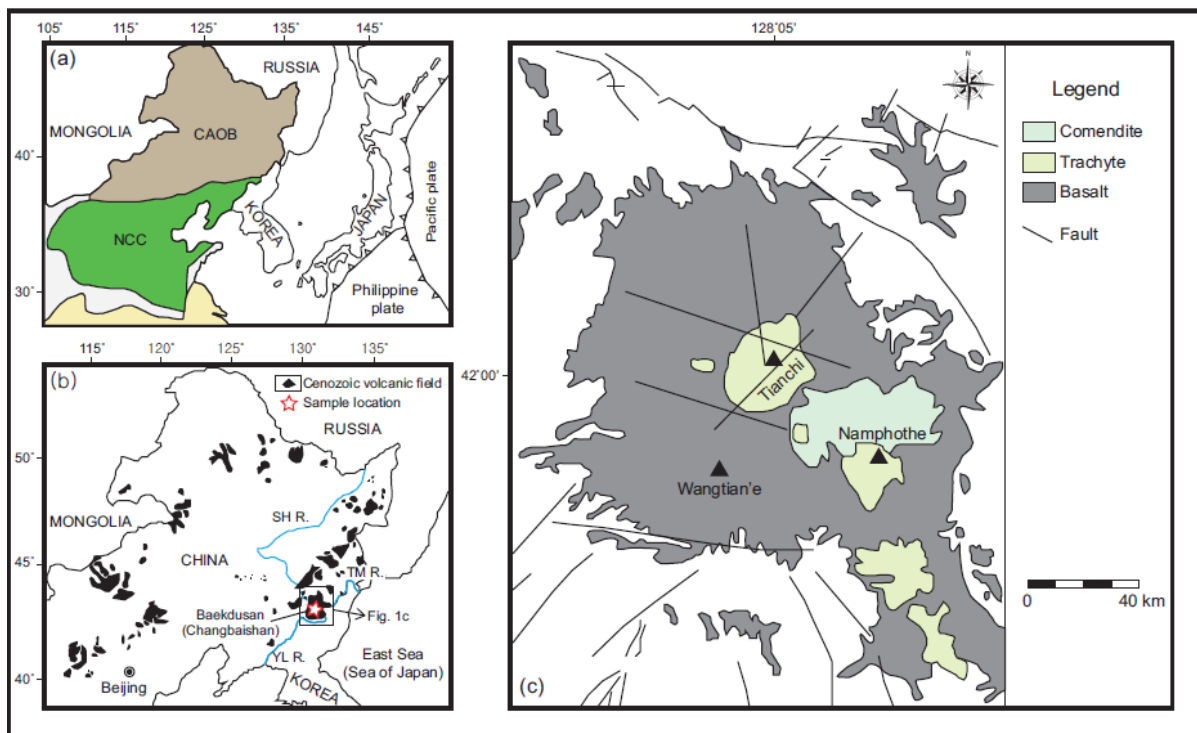 105 115 125 135 145
(a)
RUSSIA
MONGOLIA
CAOB
40˚
KOREA
JAPAN
Pacific plate
NCC
30˚
Philippine
plate
115˚ 120˚ 125˚ 130˚ 135˚
(b)
Cenozoic volcanic field
Sample location
RUSSIA
50˚
SH R.
MONGOLIA
CHINA
45˚
TM R.
Baekdusan
(Changbaishan)
Fig. 1c
East Sea
(Sea of Japan)
YL R.
40˚
Beijing
KOREA
128˚05'
N
42˚00'
Tianchi
Namphothe
Wangtian'e
(c)
Legend
Comendite
Trachyte
Basalt
Fault
0 40 km